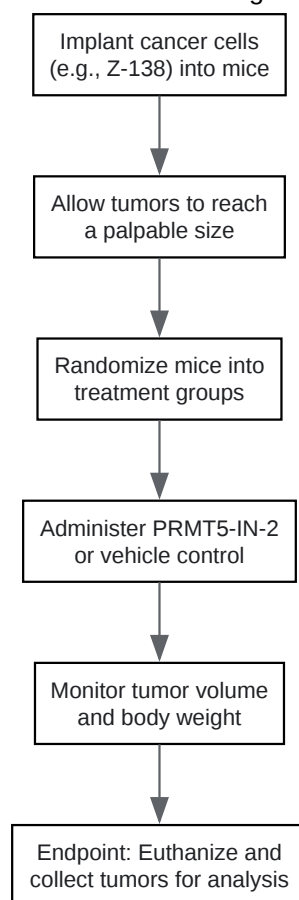 Implant cancer cells
(e.g., Z-138) into mice
Allow tumors to reach
a palpable size
Randomize mice into
treatment groups
Administer PRMT5-IN-2
or vehicle control
Monitor tumor volume
and body weight
Endpoint: Euthanize and
collect tumors for analysis